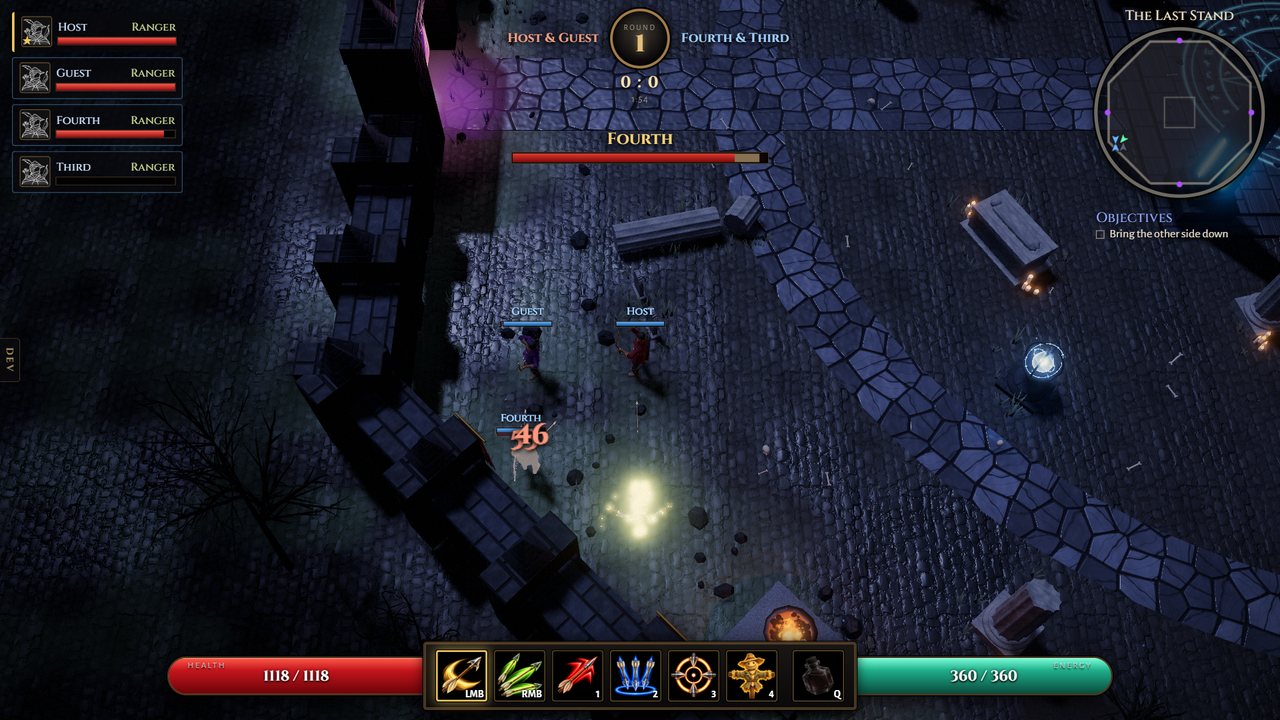 HOST RANGER
GUEST RANGER
FOURTH RANGER
THIRD RANGER
HOST & GUEST
ROUND
1
FOURTH & THIRD
0 : 0
1:54
FOURTH
THE LAST STAND
OBJECTIVES
Bring the other side down
DEV
GUEST
HOST
FOURTH
46
HEALTH
1118 / 1118
LMB
RMB
1
2
3
4
Q
ENERGY
360 / 360